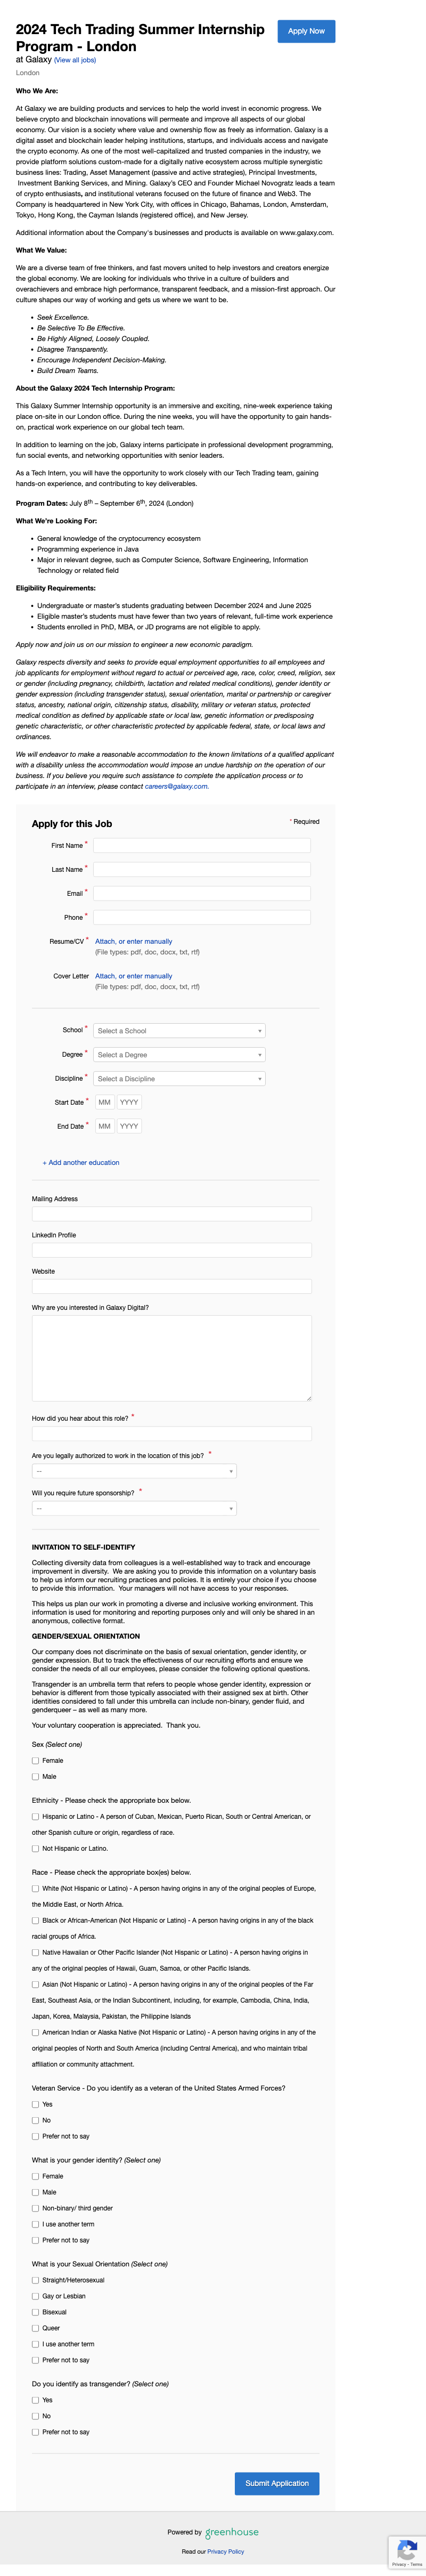 2024 Tech Trading Summer Internship
Program - London
Apply Now
at Galaxy (View all jobs)
London
Who We Are:
At Galaxy we are building products and services to help the world invest in economic progress. We
believe crypto and blockchain innovations will permeate and improve all aspects of our global
economy. Our vision is a society where value and ownership flow as freely as information. Galaxy is a
digital asset and blockchain leader helping institutions, startups, and individuals access and navigate
the crypto economy. As one of the most well-capitalized and trusted companies in the industry, we
provide platform solutions custom-made for a digitally native ecosystem across multiple synergistic
business lines: Trading, Asset Management (passive and active strategies), Principal Investments,
Investment Banking Services, and Mining. Galaxy's CEO and Founder Michael Novogratz leads a team
of crypto enthusiasts, and institutional veterans focused on the future of finance and Web3. The
Company is headquartered in New York City, with offices in Chicago, Bahamas, London, Amsterdam,
Tokyo, Hong Kong, the Cayman Islands (registered office), and New Jersey.
Additional information about the Company's businesses and products is available on www.galaxy.com.
What We Value:
We are a diverse team of free thinkers, and fast movers united to help investors and creators energize
the global economy. We are looking for individuals who thrive in a culture of builders and
overachievers and embrace high performance, transparent feedback, and a mission-first approach. Our
culture shapes our way of working and gets us where we want to be.
• Seek Excellence.
• Be Selective To Be Effective.
• Be Highly Aligned, Loosely Coupled.
• Disagree Transparently.
• Encourage Independent Decision-Making.
• Build Dream Teams.
About the Galaxy 2024 Tech Internship Program:
This Galaxy Summer Internship opportunity is an immersive and exciting, nine-week experience taking
place on-site in our London office. During the nine weeks, you will have the opportunity to gain hands-
on, practical work experience on our global tech team.
In addition to learning on the job, Galaxy interns participate in professional development programming,
fun social events, and networking opportunities with senior leaders.
As a Tech Intern, you will have the opportunity to work closely with our Tech Trading team, gaining
hands-on experience, and contributing to key deliverables.
Program Dates: July 8th – September 6th, 2024 (London)
What We're Looking For:
• General knowledge of the cryptocurrency ecosystem
• Programming experience in Java
• Major in relevant degree, such as Computer Science, Software Engineering, Information
Technology or related field
Eligibility Requirements:
• Undergraduate or master's students graduating between December 2024 and June 2025
• Eligible master's students must have fewer than two years of relevant, full-time work experience
• Students enrolled in PhD, MBA, or JD programs are not eligible to apply.
Apply now and join us on our mission to engineer a new economic paradigm.
Galaxy respects diversity and seeks to provide equal employment opportunities to all employees and
job applicants for employment without regard to actual or perceived age, race, color, creed, religion, sex
or gender (including pregnancy, childbirth, lactation and related medical conditions), gender identity or
gender expression (including transgender status), sexual orientation, marital or partnership or caregiver
status, ancestry, national origin, citizenship status, disability, military or veteran status, protected
medical condition as defined by applicable state or local law, genetic information or predisposing
genetic characteristic, or other characteristic protected by applicable federal, state, or local laws and
ordinances.
We will endeavor to make a reasonable accommodation to the known limitations of a qualified applicant
with a disability unless the accommodation would impose an undue hardship on the operation of our
business. If you believe you require such assistance to complete the application process or to
participate in an interview, please contact careers@galaxy.com.
Apply for this Job
* Required
First Name *
Last Name *
Email *
Phone *
Resume/CV * Attach, or enter manually
(File types: pdf, doc, docx, txt, rtf)
Cover Letter Attach, or enter manually
(File types: pdf, doc, docx, txt, rtf)
School * Select a School
Degree * Select a Degree
Discipline * Select a Discipline
Start Date * MM YYYY
End Date * MM YYYY
+ Add another education
Mailing Address
LinkedIn Profile
Website
Why are you interested in Galaxy Digital?
How did you hear about this role? *
Are you legally authorized to work in the location of this job? *
--
Will you require future sponsorship? *
--
INVITATION TO SELF-IDENTIFY
Collecting diversity data from colleagues is a well-established way to track and encourage
improvement in diversity. We are asking you to provide this information on a voluntary basis
to help us inform our recruiting practices and policies. It is entirely your choice if you choose
to provide this information. Your managers will not have access to your responses.
This helps us plan our work in promoting a diverse and inclusive working environment. This
information is used for monitoring and reporting purposes only and will only be shared in an
anonymous, collective format.
GENDER/SEXUAL ORIENTATION
Our company does not discriminate on the basis of sexual orientation, gender identity, or
gender expression. But to track the effectiveness of our recruiting efforts and ensure we
consider the needs of all our employees, please consider the following optional questions.
Transgender is an umbrella term that refers to people whose gender identity, expression or
behavior is different from those typically associated with their assigned sex at birth. Other
identities considered to fall under this umbrella can include non-binary, gender fluid, and
genderqueer – as well as many more.
Your voluntary cooperation is appreciated. Thank you.
Sex (Select one)
Female
Male
Ethnicity - Please check the appropriate box below.
Hispanic or Latino - A person of Cuban, Mexican, Puerto Rican, South or Central American, or
other Spanish culture or origin, regardless of race.
Not Hispanic or Latino.
Race - Please check the appropriate box(es) below.
White (Not Hispanic or Latino) - A person having origins in any of the original peoples of Europe,
the Middle East, or North Africa.
Black or African-American (Not Hispanic or Latino) - A person having origins in any of the black
racial groups of Africa.
Native Hawaiian or Other Pacific Islander (Not Hispanic or Latino) - A person having origins in
any of the original peoples of Hawaii, Guam, Samoa, or other Pacific Islands.
Asian (Not Hispanic or Latino) - A person having origins in any of the original peoples of the Far
East, Southeast Asia, or the Indian Subcontinent, including, for example, Cambodia, China, India,
Japan, Korea, Malaysia, Pakistan, the Philippine Islands
American Indian or Alaska Native (Not Hispanic or Latino) - A person having origins in any of the
original peoples of North and South America (including Central America), and who maintain tribal
affiliation or community attachment.
Veteran Service - Do you identify as a veteran of the United States Armed Forces?
Yes
No
Prefer not to say
What is your gender identity? (Select one)
Female
Male
Non-binary/ third gender
I use another term
Prefer not to say
What is your Sexual Orientation (Select one)
Straight/Heterosexual
Gay or Lesbian
Bisexual
Queer
I use another term
Prefer not to say
Do you identify as transgender? (Select one)
Yes
No
Prefer not to say
Submit Application
Powered by greenhouse
Read our Privacy Policy
Privacy - Terms